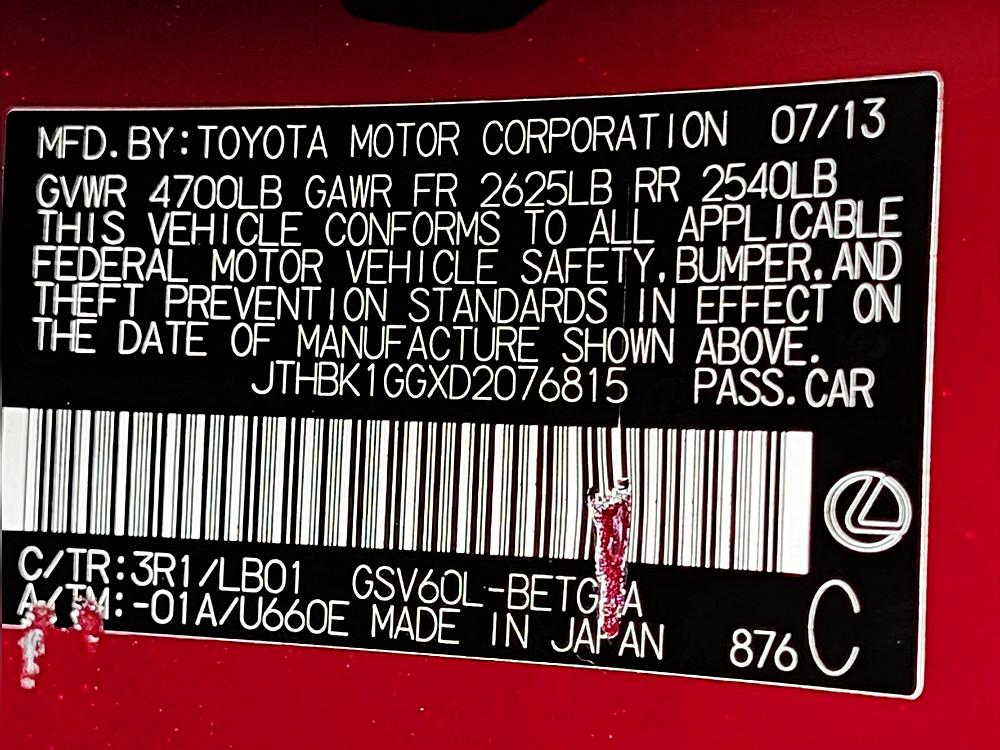 MFD. BY: TOYOTA MOTOR CORPORATION 07/13
GVWR 4700LB GAWR FR 2625LB RR 2540LB
THIS VEHICLE CONFORMS TO ALL APPLICABLE
FEDERAL MOTOR VEHICLE SAFETY, BUMPER, AND
THEFT PREVENTION STANDARDS IN EFFECT ON
THE DATE OF MANUFACTURE SHOWN ABOVE.
JTHBK1GGXD2076815 PASS. CAR
C/TR:3R1/LB01
A/TM:-01A/U660E MADE IN JAPAN 876 C